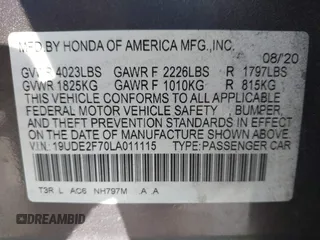 MFD.BY HONDA OF AMERICA MFG.,INC.
08/20
GVWR 4023LBS GAWR F 2226LBS R 1797LBS
GVWR 1825KG GAWR F 1010KG R 815KG
THIS VEHICLE CONFORMS TO ALL APPLICABLE
FEDERAL MOTOR VEHICLE SAFETY, BUMPER,
AND THEFT PREVENTION STANDARDS IN EFFECT ON
THE DATE OF MANUFACTURE SHOWN ABOVE.
V.I.N: 19UDE2F70LA011115 TYPE:PASSENGER CAR
T3R L AC6 NH797M A A
DREAMBID